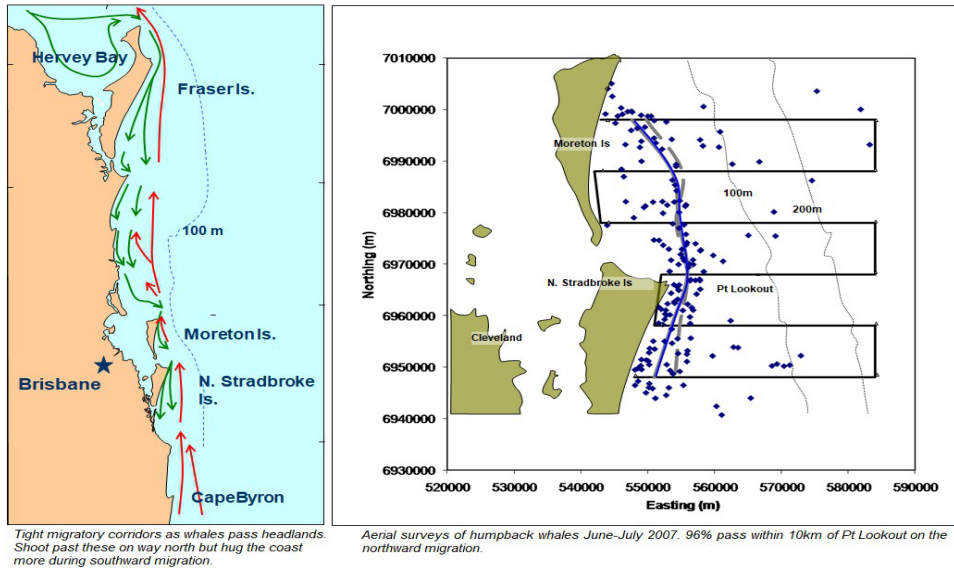 Hervey Bay
Fraser Is.
100 m
Moreton Is.
Brisbane
N. Stradbroke
Is.
CapeByron
Tight migratory corridors as whales pass headlands.
Shoot past these on way north but hug the coast
more during southward migration.
7010000
7000000
6990000
6980000
6970000
6960000
6950000
6940000
6930000
Northing (m)
Moreton Is
100m
200m
N. Stradbroke Is
Pt Lookout
Cleveland
520000
530000
540000
550000
560000
570000
580000
590000
Easting (m)
Aerial surveys of humpback whales June-July 2007. 96% pass within 10km of Pt Lookout on the
northward migration.